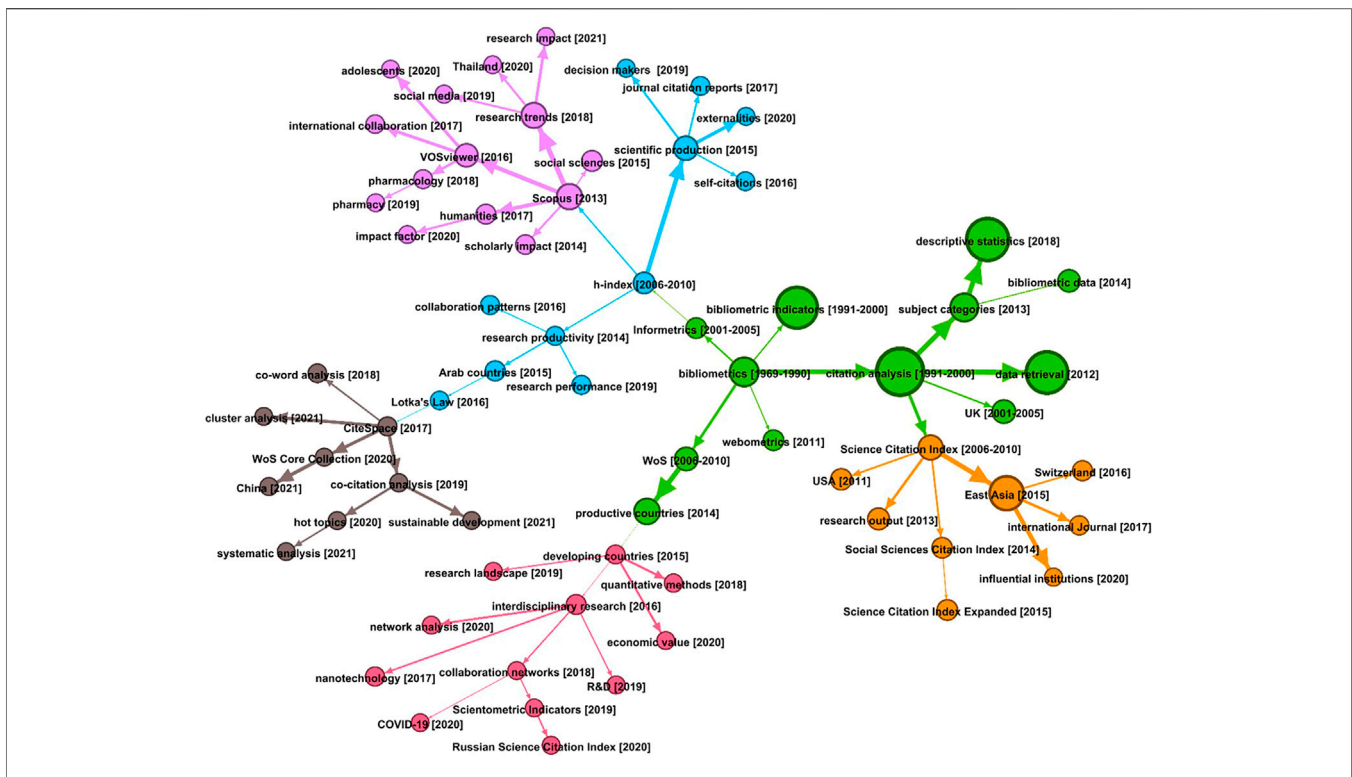 research impact [2021]
Thailand [2020]
decision makers [2019]
adolescents [2020]
journal citation reports [2017]
social media [2019]
research trends [2018]
externalities [2020]
international collaboration [2017]
scientific production [2015]
VOSviewer [2016]
social sciences [2015]
pharmacology [2018]
self-citations [2016]
Scopus [2013]
pharmacy [2019]
humanities [2017]
impact factor [2020]
scholarly impact [2014]
descriptive statistics [2018]
h-index [2006-2010]
bibliometric data [2014]
collaboration patterns [2016]
bibliometric indicators [1991-2000]
subject categories [2013]
Informetrics [2001-2005]
research productivity [2014]
Arab countries [2015]
bibliometrics [1969-1990]
citation analysis [1991-2000]
data retrieval [2012]
co-word analysis [2018]
research performance [2019]
Lotka's Law [2016]
cluster analysis [2021]
UK [2001-2005]
CiteSpace [2017]
webometrics [2011]
Science Citation Index [2006-2010]
WoS Core Collection [2020]
WoS [2006-2010]
Switzerland [2016]
USA [2011]
China [2021]
co-citation analysis [2019]
East Asia [2015]
productive countries [2014]
hot topics [2020]
sustainable development [2021]
research output [2013]
international Journal [2017]
systematic analysis [2021]
Social Sciences Citation Index [2014]
developing countries [2015]
research landscape [2019]
quantitative methods [2018]
influential institutions [2020]
interdisciplinary research [2016]
Science Citation Index Expanded [2015]
network analysis [2020]
economic value [2020]
nanotechnology [2017]
collaboration networks [2018]
R&D [2019]
Scientometric Indicators [2019]
COVID-19 [2020]
Russian Science Citation Index [2020]